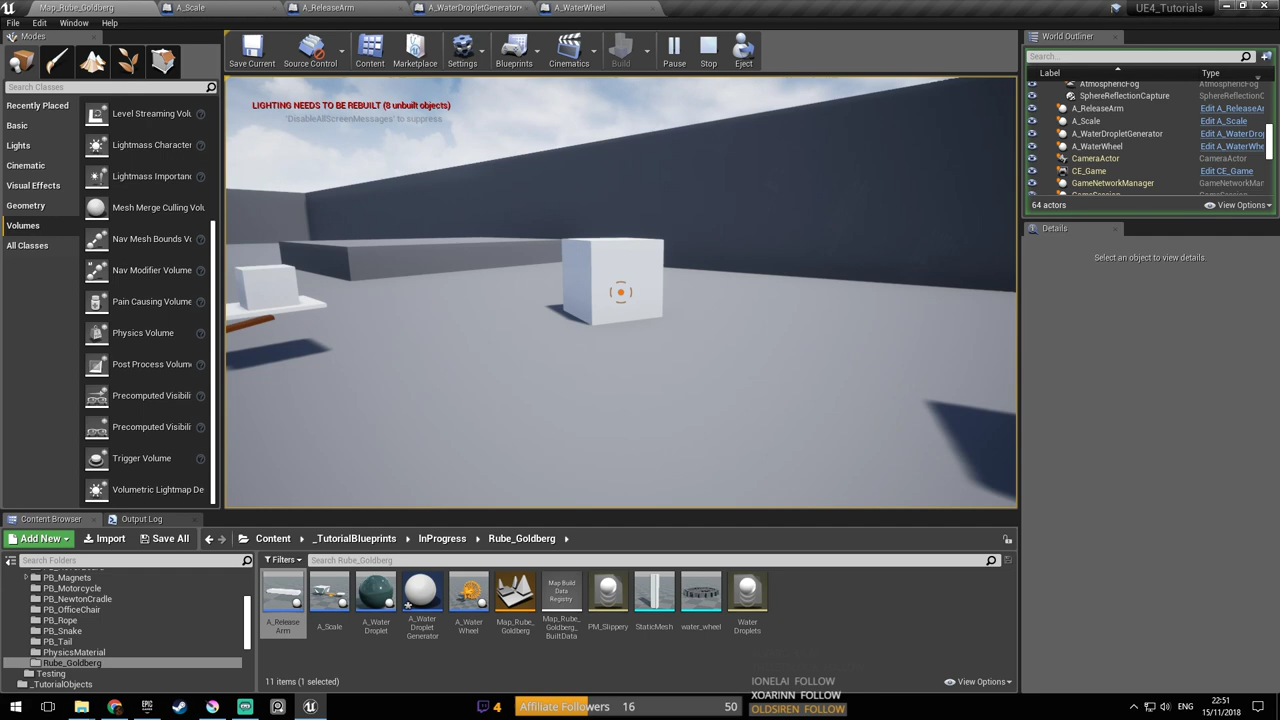 Map_Rube_Goldberg
A_Scale
A_ReleaseArm
A_WaterDropletGenerator*
A_WaterWheel
UE4_Tutorials
File
Edit
Window
Help
Modes
Search Classes
Recently Placed
Basic
Lights
Cinematic
Visual Effects
Geometry
Volumes
All Classes
Level Streaming Volu
Lightmass Character
Lightmass Importanc
Mesh Merge Culling Volu
Nav Mesh Bounds Vo
Nav Modifier Volume
Pain Causing Volume
Physics Volume
Post Process Volume
Precomputed Visibili
Precomputed Visibili
Trigger Volume
Volumetric Lightmap De
Save Current
Source Control
Content
Marketplace
Settings
Blueprints
Cinematics
Build
Pause
Stop
Eject
LIGHTING NEEDS TO BE REBUILT (8 unbuilt objects)
'DisableAllScreenMessages' to suppress
World Outliner
Search...
Label
Type
AtmosphericFog
AtmosphericFog
SphereReflectionCapture
SphereReflectionC
A_ReleaseArm
Edit A_ReleaseAr
A_Scale
Edit A_Scale
A_WaterDropletGenerator
Edit A_WaterDrop
A_WaterWheel
Edit A_WaterWhe
CameraActor
CameraActor
CE_Game
Edit CE_Game
GameNetworkManager
GameNetworkMan
64 actors
View Options
Details
Select an object to view details.
Content Browser
Output Log
Add New
Import
Save All
Content
_TutorialBlueprints
InProgress
Rube_Goldberg
Search Folders
Filters
Search Rube_Goldberg
PB_Magnets
PB_Motorcycle
PB_NewtonCradle
PB_OfficeChair
PB_Rope
PB_Snake
PB_Tail
PhysicsMaterial
Rube_Goldberg
Testing
_TutorialObjects
A_Release
Arm
A_Scale
A_Water
Droplet
A_Water
Droplet
Generator
A_Water
Wheel
Map_Rube_
Goldberg
Map Build
Data
Registry
Map_Rube_
Goldberg_
BuiltData
PM_Slippery
StaticMesh
water_wheel
Water
Droplets
11 items (1 selected)
View Options
4
Affiliate Followers
16
50
IONELAI FOLLOW
XOARINN FOLLOW
OLDSIREN FOLLOW
ENG
22:51
15/11/2018